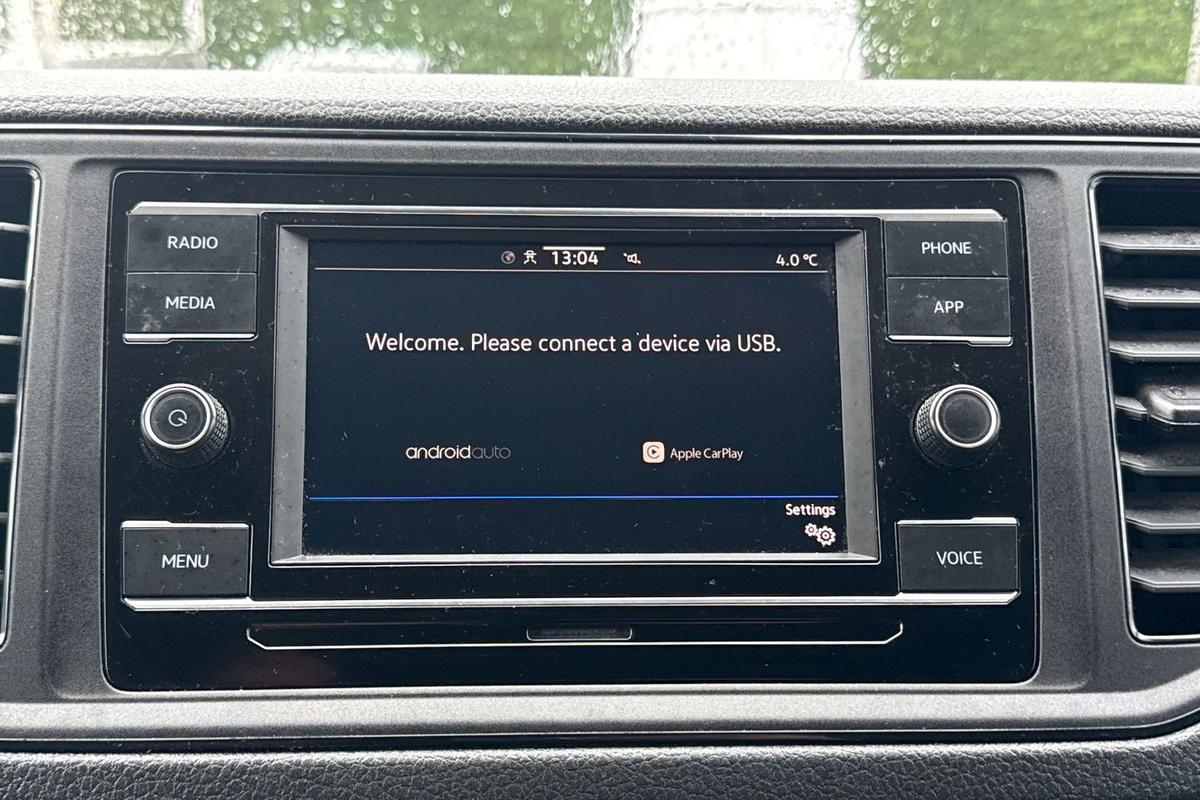 RADIO
MEDIA
MENU
13:04
4.0 °C
Welcome. Please connect a device via USB.
androidauto
Apple CarPlay
Settings
PHONE
APP
VOICE